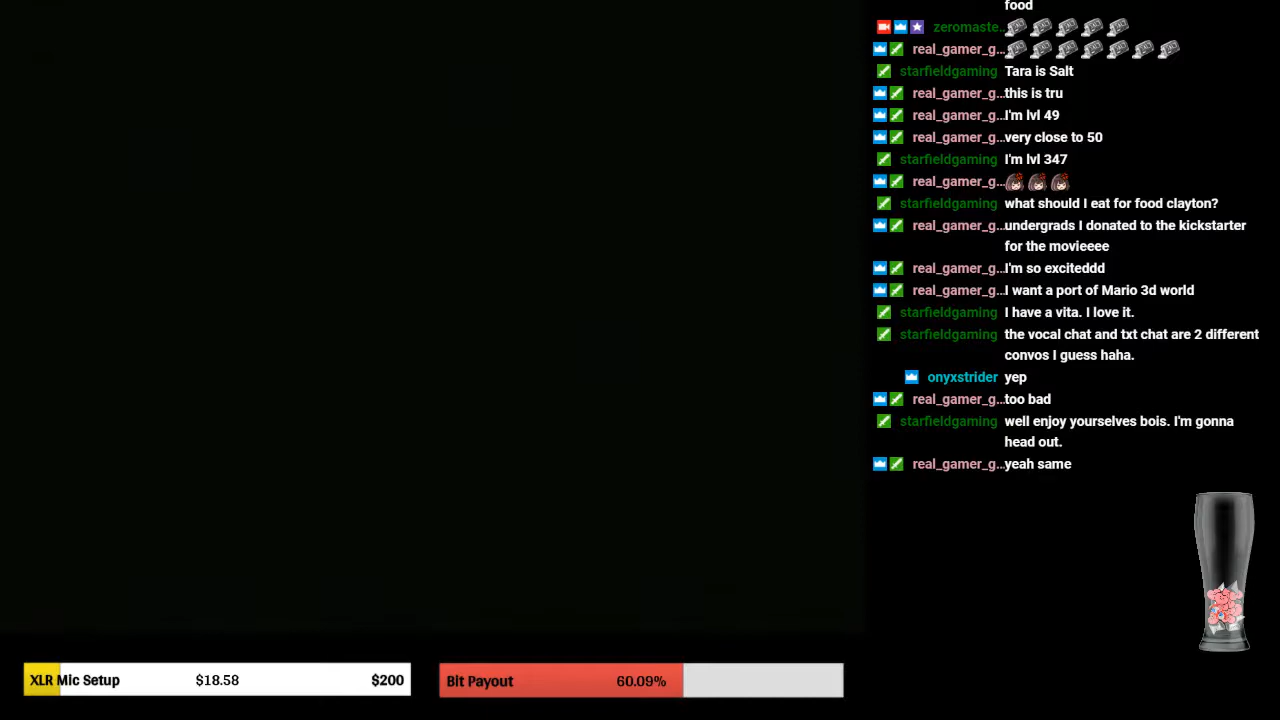 food
zeromaste..
real_gamer_g...
starfieldgaming Tara is Salt
real_gamer_g... this is tru
real_gamer_g... I'm lvl 49
real_gamer_g... very close to 50
starfieldgaming I'm lvl 347
real_gamer_g...
starfieldgaming what should I eat for food clayton?
real_gamer_g... undergrads I donated to the kickstarter
for the movieeee
real_gamer_g... I'm so exciteddd
real_gamer_g... I want a port of Mario 3d world
starfieldgaming I have a vita. I love it.
starfieldgaming the vocal chat and txt chat are 2 different
convos I guess haha.
onyxstrider yep
real_gamer_g... too bad
starfieldgaming well enjoy yourselves bois. I'm gonna
head out.
real_gamer_g... yeah same
XLR Mic Setup $18.58 $200
Bit Payout 60.09%